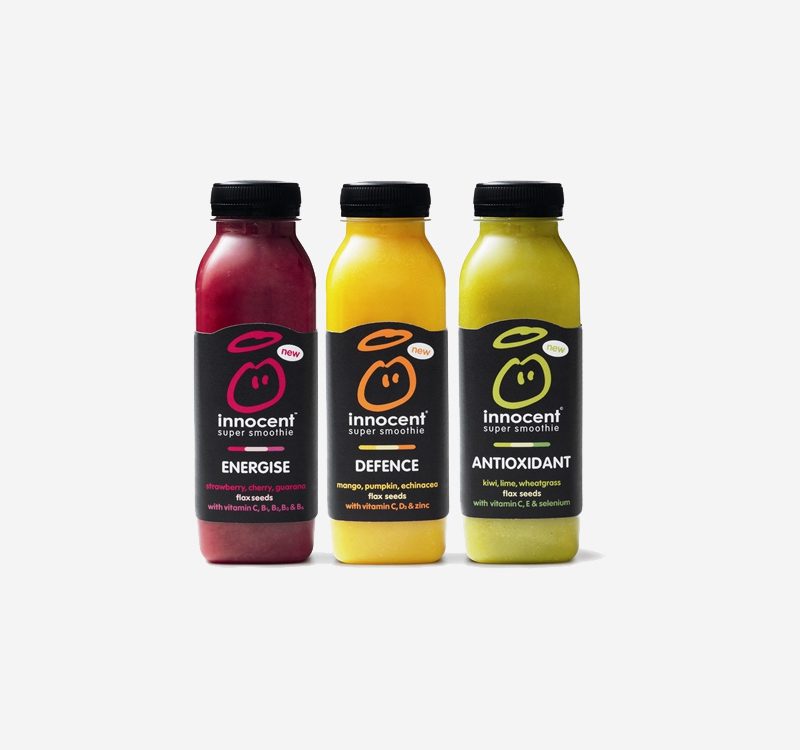 new
innocent™
super smoothie
ENERGISE
strawberry, cherry, guarana
flax seeds
with vitamin C, B₁, B₂, B₃ & B₆
new
innocent®
super smoothie
DEFENCE
mango, pumpkin, echinacea
flax seeds
with vitamin C, D₂ & zinc
new
innocent®
super smoothie
ANTIOXIDANT
kiwi, lime, wheatgrass
flax seeds
with vitamin C, E & selenium